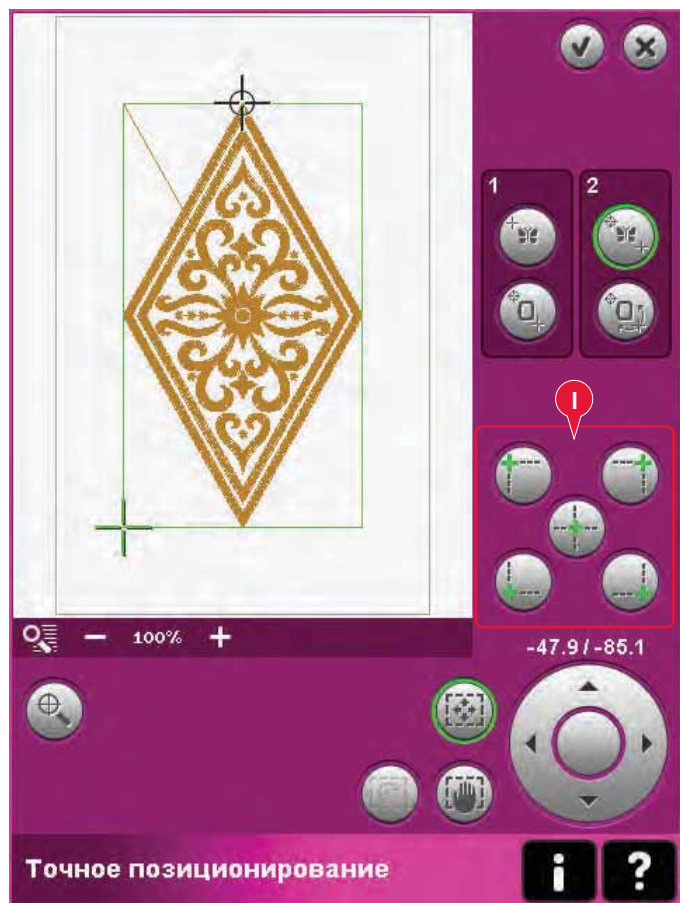 1 2
I
100%
-47.9/-85.1
Точное позиционирование
i ?